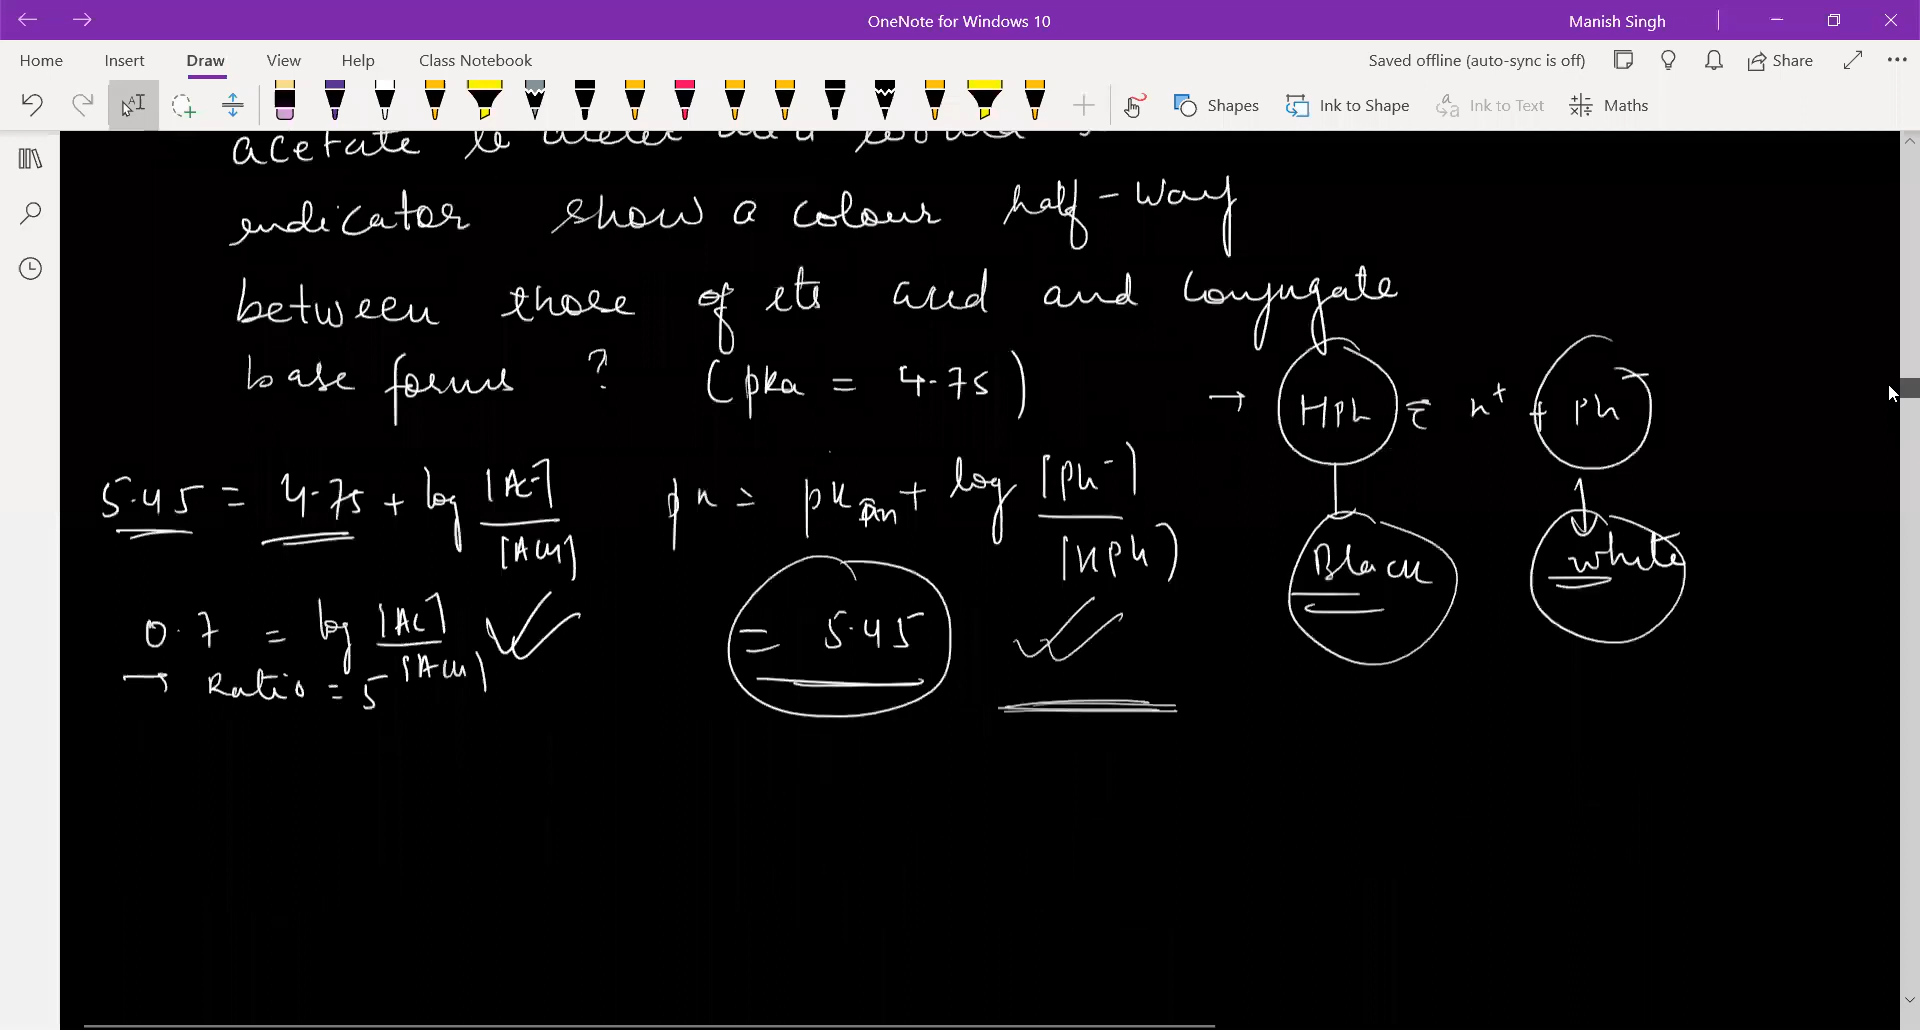 OneNote for Windows 10
Manish Singh
Home Insert Draw View Help Class Notebook
Saved offline (auto-sync is off) Share
Shapes Ink to Shape Ink to Text Maths
acetate to
indicator show a colour half-way
between those of its acid and conjugate
base forms ? (pka = 4.75)
→ HPh ⇌ H⁺ + Ph⁻
5.45 = 4.75 + log [Ac⁻]/[AcH]
pH = pK + log [Ph⁻]/[HPh]
Black white
0.7 = log [Ac⁻]/[AcH]
= 5.45
→ Ratio = 5